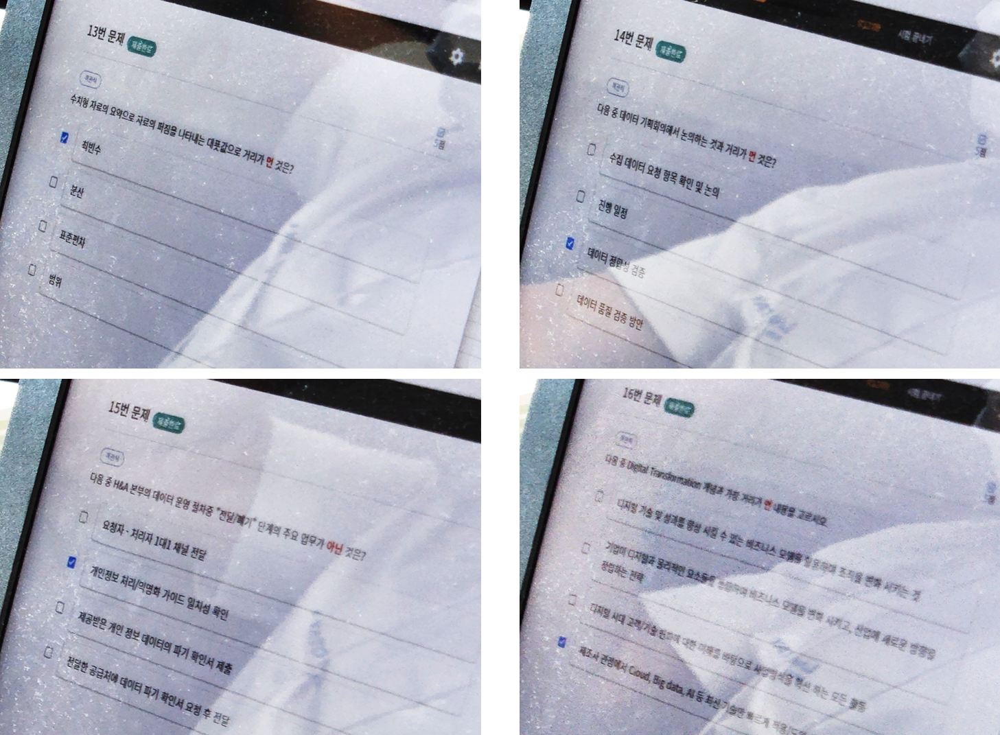 13번 문제 제출완료
객관식
수치형 자료의 요약으로 자료의 퍼짐을 나타내는 대푯값으로 거리가 먼 것은?
5점
최빈수
분산
표준편차
범위
시험 끝내기
14번 문제 제출완료
객관식
다음 중 데이터 기획회의에서 논의하는 것과 거리가 먼 것은?
5점
수집 데이터 요청 항목 확인 및 논의
진행 일정
데이터 정합성 검증
데이터 품질 검증 방안
15번 문제 제출완료
객관식
다음 중 H&A 본부의 데이터 운영 절차중 "전달/폐기" 단계의 주요 업무가 아닌 것은?
요청자 - 처리자 1대1 채널 전달
개인정보 처리/익명화 가이드 일치성 확인
제공받은 개인 정보 데이터의 파기 확인서 제출
전달한 공급처에 데이터 파기 확인서 요청 후 전달
시험 끝내기
16번 문제 제출완료
객관식
다음 중 Digital Transformation 개념과 가장 거리가 먼 내용을 고르시오
5점
디지털 기술 및 성과를 향상 시킬 수 있는 비즈니스 모델을 활용하여 조직을 변화 시키는 것
기업이 디지털과 물리적인 요소들을 통합하여 비즈니스 모델을 변화 시키고, 산업에 새로운 방향을
정립하는 전략
디지털 시대 고객/기술 변화에 대한 이해를 바탕으로 사업방식을 혁신 하는 모든 활동
제조사 관점에서 Cloud, Big data, AI 등 최신 기술만 빠르게 적용/